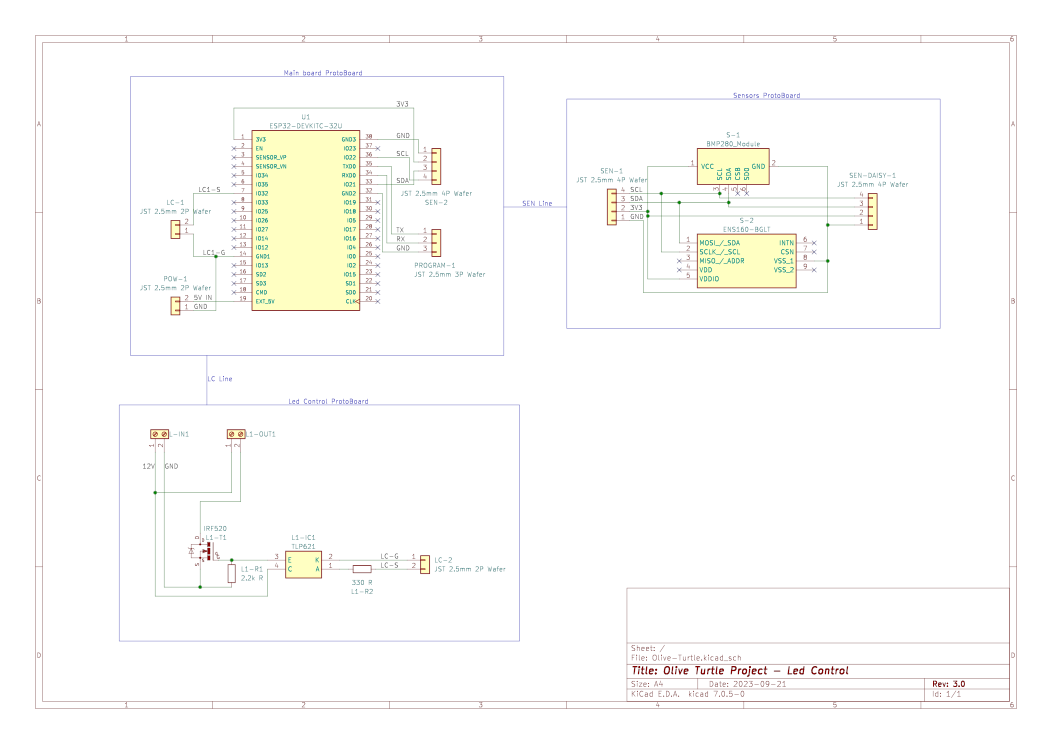 1 2 3 4 5 6
Main board ProtoBoard
3V3
U1
ESP32-DEVKITC-32U
1 3V3 GND3 38 GND
2 EN IO23 37
3 SENSOR_VP IO22 36 SCL
4 SENSOR_VN TXD0 35
5 IO34 RXD0 34
6 IO35 IO21 33 SDA
LC1-S 7 IO32 GND2 32
8 IO33 IO19 31
9 IO25 IO18 30
10 IO26 IO5 29
11 IO27 IO17 28
12 IO14 IO16 27
13 IO12 IO4 26
LC1-G 14 GND1 IO0 25
15 IO13 IO2 24
16 SD2 IO15 23
17 SD3 SD1 22
18 CMD SD0 21
19 EXT_5V CLK 20
1
2
3
4
JST 2.5mm 4P Wafer
SEN-2
TX 1
RX 2
GND 3
PROGRAM-1
JST 2.5mm 3P Wafer
LC-1
JST 2.5mm 2P Wafer
2
1
POW-1
JST 2.5mm 2P Wafer
2 5V IN
1 GND
SEN Line
LC Line
Sensors ProtoBoard
S-1
BMP280_Module
1 VCC GND 2
SCL SDA CSB SDO
3 4 5 6
SEN-1
JST 2.5mm 4P Wafer
4 SCL
3 SDA
2 3V3
1 GND
SEN-DAISY-1
JST 2.5mm 4P Wafer
4
3
2
1
S-2
ENS160-BGLT
1 MOSI_/_SDA INTN 6
2 SCLK_/_SCL CSN 7
3 MISO_/_ADDR VSS_1 8
4 VDD VSS_2 9
5 VDDIO
Led Control ProtoBoard
L-IN1
1 2
L1-OUT1
1 2
12V GND
IRF520
L1-T1
D
G
S
L1-R1
2.2k R
L1-IC1
TLP621
3 E K 2
4 C A 1
LC-G 1
LC-S 2
330 R
L1-R2
LC-2
JST 2.5mm 2P Wafer
A B C D
A B C D
Sheet: /
File: Olive-Turtle.kicad_sch
Title: Olive Turtle Project - Led Control
Size: A4 Date: 2023-09-21 Rev: 3.0
KiCad E.D.A. kicad 7.0.5-0 Id: 1/1
1 2 3 4 5 6